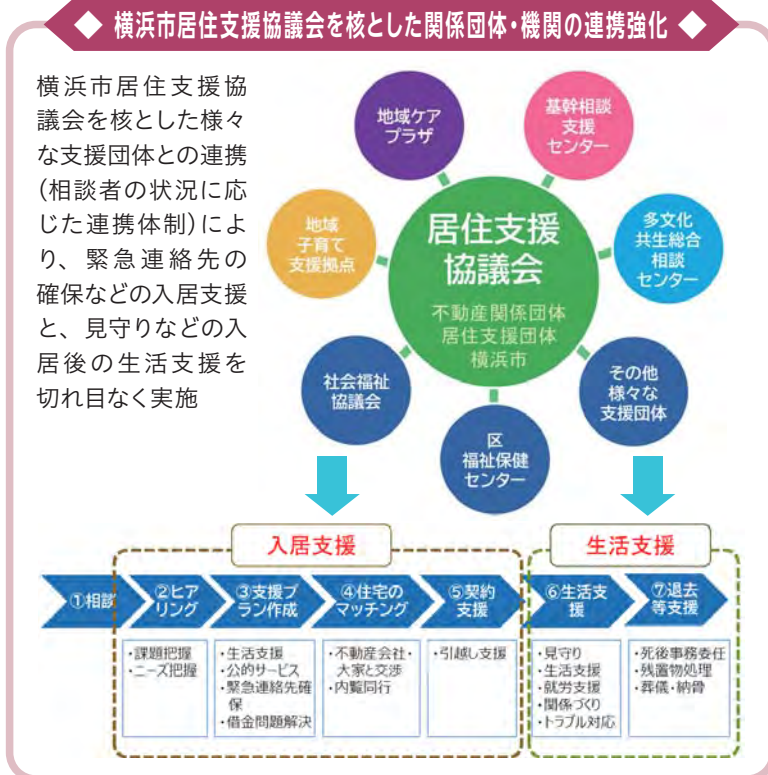 ◆ 横浜市居住支援協議会を核とした関係団体・機関の連携強化 ◆
横浜市居住支援協
議会を核とした様々
な支援団体との連携
(相談者の状況に応
じた連携体制)によ
り、緊急連絡先の
確保などの入居支援
と、見守りなどの入
居後の生活支援を
切れ目なく実施
地域ケア
プラザ
基幹相談
支援
センター
地域
子育て
支援拠点
居住支援
協議会
不動産関係団体
居住支援団体
横浜市
多文化
共生総合
相談
センター
社会福祉
協議会
区
福祉保健
センター
その他
様々な
支援団体
入居支援
生活支援
①相談
②ヒア
リング
③支援プ
ラン作成
④住宅の
マッチング
⑤契約
支援
⑥生活支
援
⑦退去
等支援
・課題把握
・ニーズ把握
・生活支援
・公的サービス
・緊急連絡先確
保
・借金問題解決
・不動産会社・
大家と交渉
・内覧同行
・引越し支援
・見守り
・生活支援
・就労支援
・関係づくり
・トラブル対応
・死後事務委任
・残置物処理
・葬儀・納骨